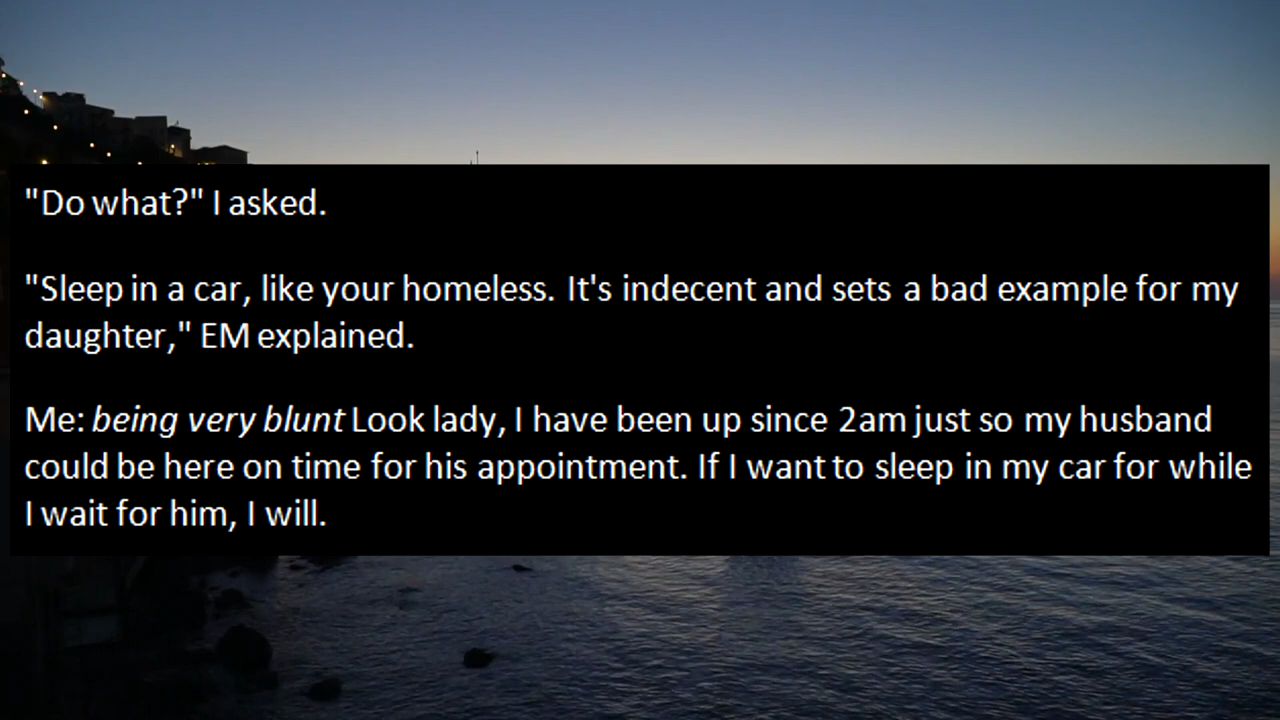 "Do what?" I asked.
"Sleep in a car, like your homeless. It's indecent and sets a bad example for my
daughter," EM explained.
Me: being very blunt Look lady, I have been up since 2am just so my husband
could be here on time for his appointment. If I want to sleep in my car for while
I wait for him, I will.